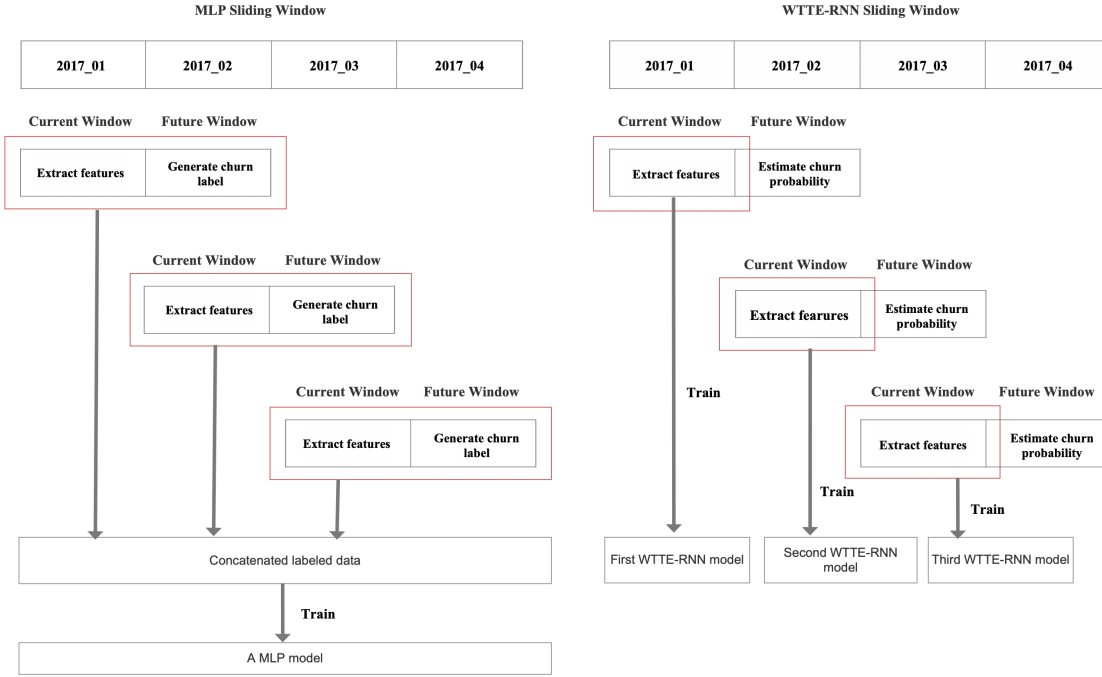 MLP Sliding Window
2017_01 2017_02 2017_03 2017_04
Current Window Future Window
Extract features
Generate churn
label
Current Window Future Window
Extract features
Generate churn
label
Current Window Future Window
Extract features
Generate churn
label
Concatenated labeled data
Train
A MLP model
WTTE-RNN Sliding Window
2017_01 2017_02 2017_03 2017_04
Current Window Future Window
Extract features
Estimate churn
probability
Current Window Future Window
Extract fearures
Estimate churn
probability
Train
Current Window Future Window
Extract features
Estimate churn
probability
Train
Train
First WTTE-RNN model
Second WTTE-RNN
model
Third WTTE-RNN model